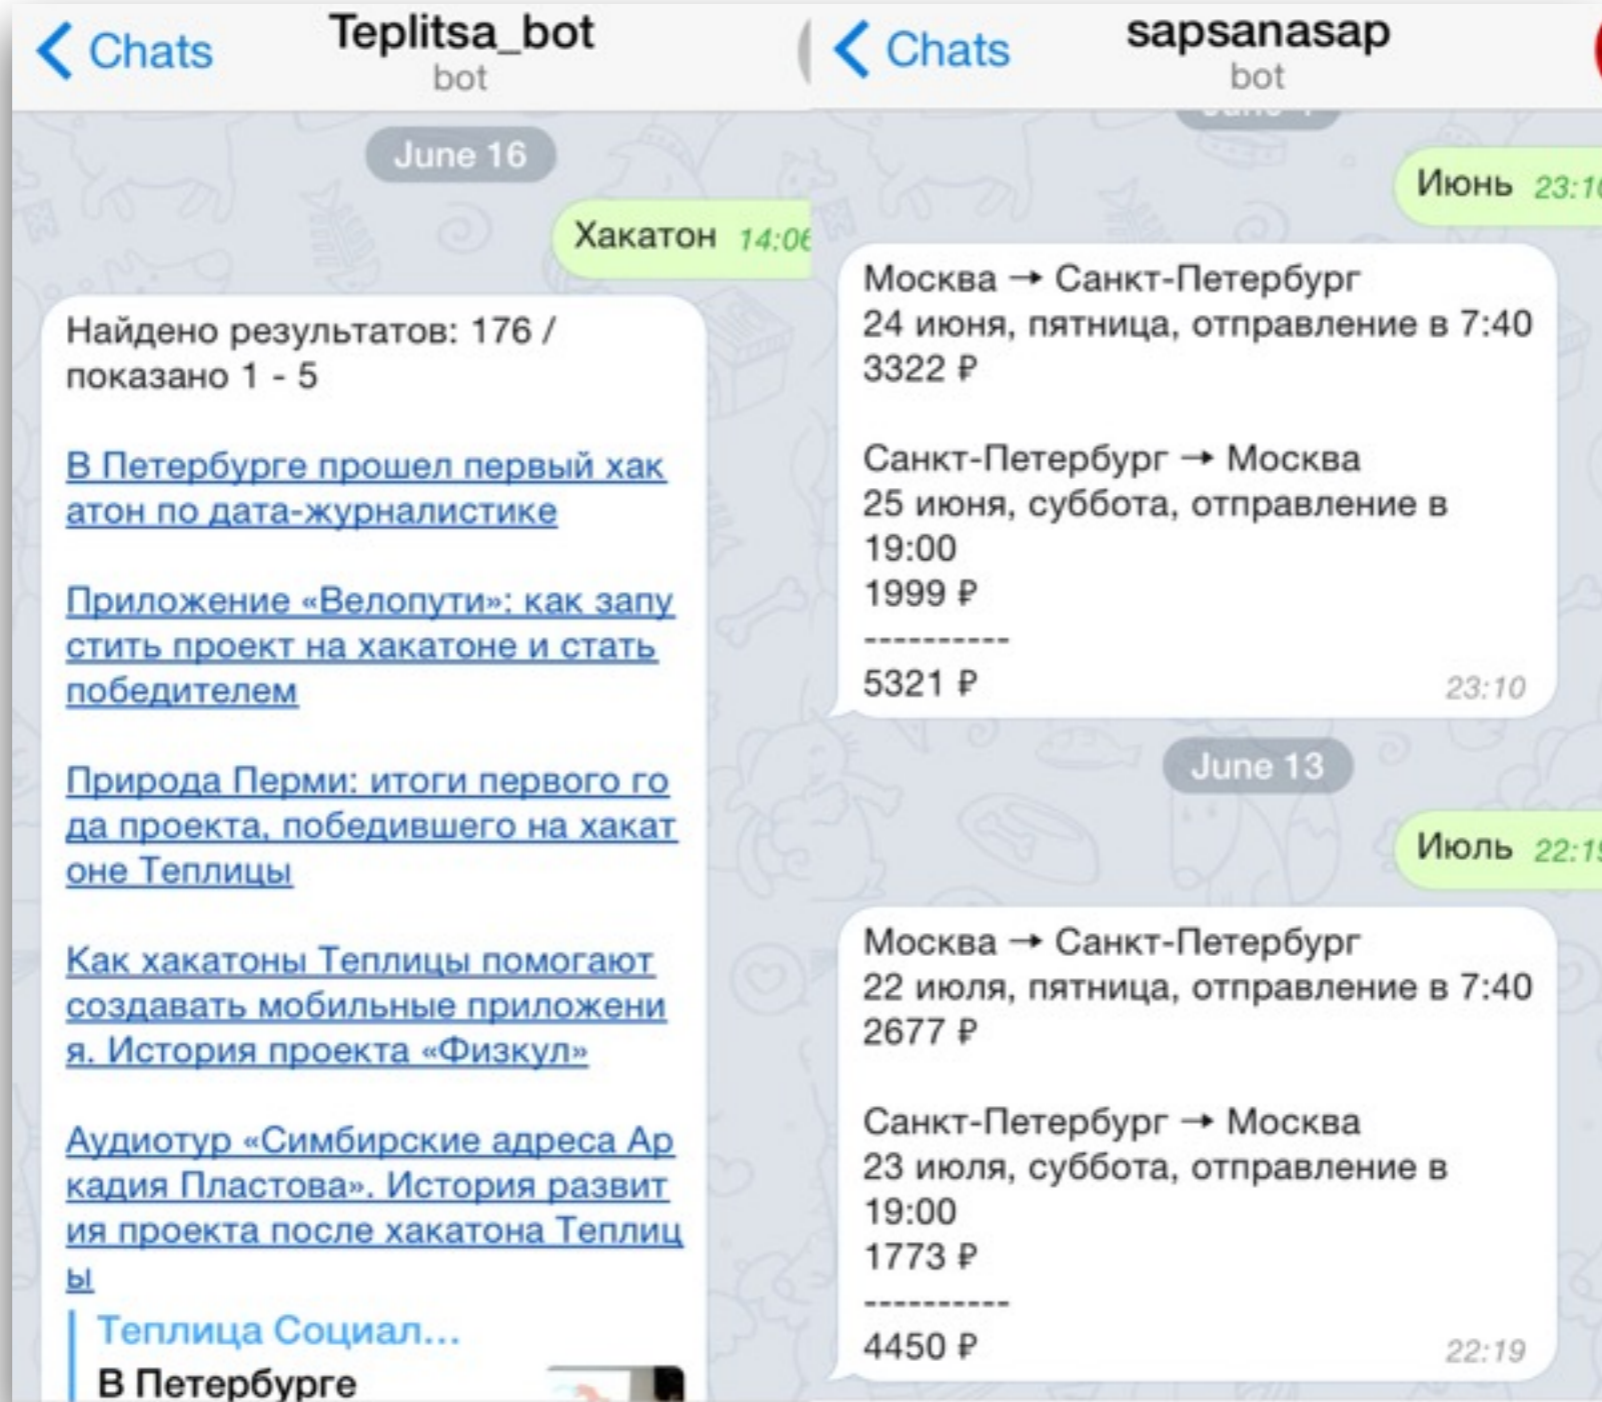 Chats
Teplitsa_bot
bot
June 16
Хакатон 14:06
Найдено результатов: 176 /
показано 1 - 5
В Петербурге прошел первый хак
атон по дата-журналистике
Приложение «Велопути»: как запу
стить проект на хакатоне и стать
победителем
Природа Перми: итоги первого го
да проекта, победившего на хакат
оне Теплицы
Как хакатоны Теплицы помогают
создавать мобильные приложени
я. История проекта «Физкул»
Аудиотур «Симбирские адреса Ар
кадия Пластова». История развит
ия проекта после хакатона Теплиц
ы
Теплица Социал...
В Петербурге
Chats
sapsanasap
bot
Июнь 23:10
Москва → Санкт-Петербург
24 июня, пятница, отправление в 7:40
3322 ₽
Санкт-Петербург → Москва
25 июня, суббота, отправление в
19:00
1999 ₽
----------
5321 ₽
23:10
June 13
Июль 22:19
Москва → Санкт-Петербург
22 июля, пятница, отправление в 7:40
2677 ₽
Санкт-Петербург → Москва
23 июля, суббота, отправление в
19:00
1773 ₽
----------
4450 ₽
22:19